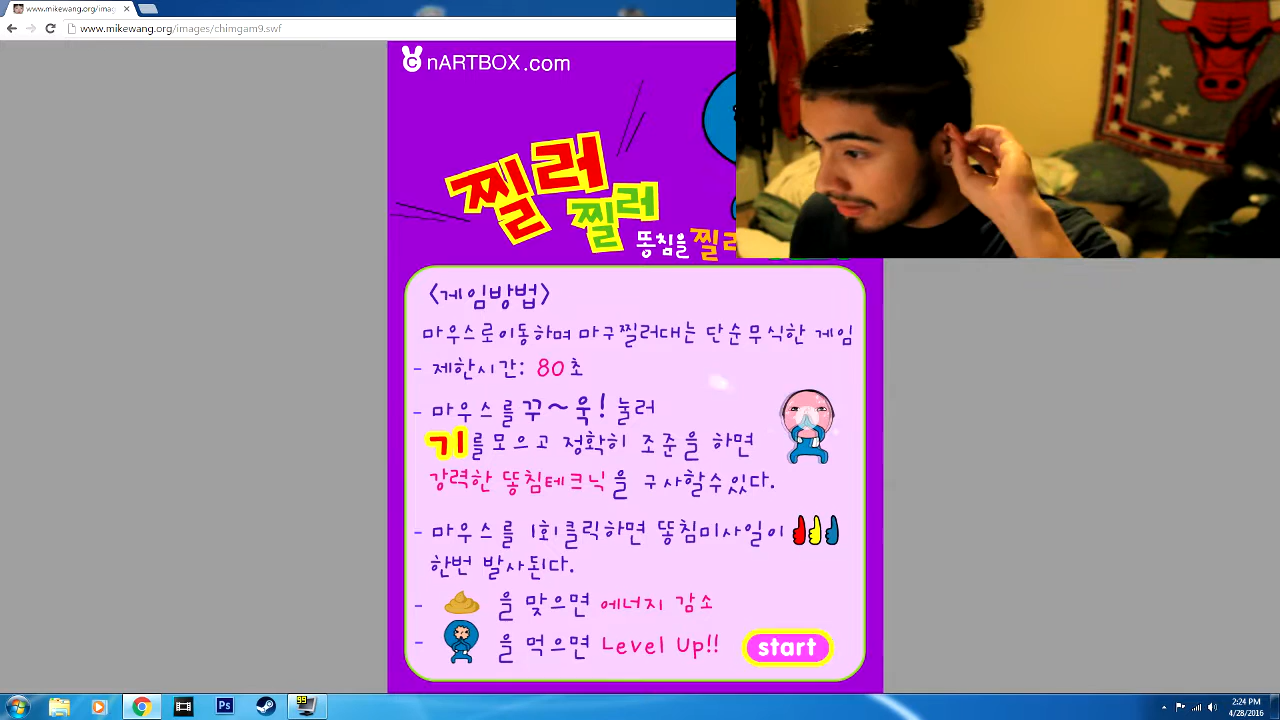 www.mikewang.org/imag
www.mikewang.org/images/chimgam9.swf
nARTBOX.com
찔러
찔러
똥침을 찔러
<게임방법>
마우스로이동하며 마구찔러대는 단순무식한 게임
- 제한시간: 80초
- 마우스를 꾸~욱! 눌러
기를모으고 정확히 조준을 하면
강력한 똥침테크닉을 구사할수있다.
- 마우스를 1회클릭하면 똥침미사일이
한번 발사된다.
- 을 맞으면 에너지 감소
- 을 먹으면 Level Up!!
start
Ps
99
2:24 PM
4/28/2016